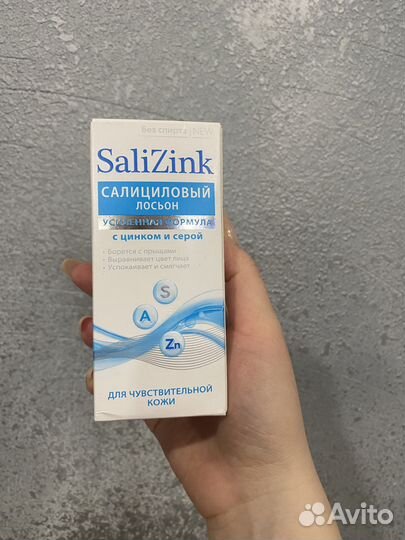 Без спирта | NEW
SaliZink
САЛИЦИЛОВЫЙ
ЛОСЬОН
УСИЛЕННАЯ ФОРМУЛА
с цинком и серой
• Борется с прыщами
• Выравнивает цвет лица
• Успокаивает и смягчает
S
A
Zn
ДЛЯ ЧУВСТВИТЕЛЬНОЙ
КОЖИ
Avito